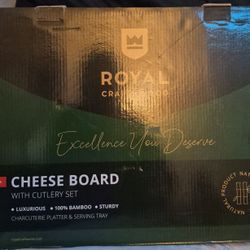 ROYAL
CRAFT WOOD
Excellence You Deserve
CHEESE BOARD
WITH CUTLERY SET
• LUXURIOUS • 100% BAMBOO • STURDY
CHARCUTERIE PLATTER & SERVING TRAY
NATURE PRODUCT